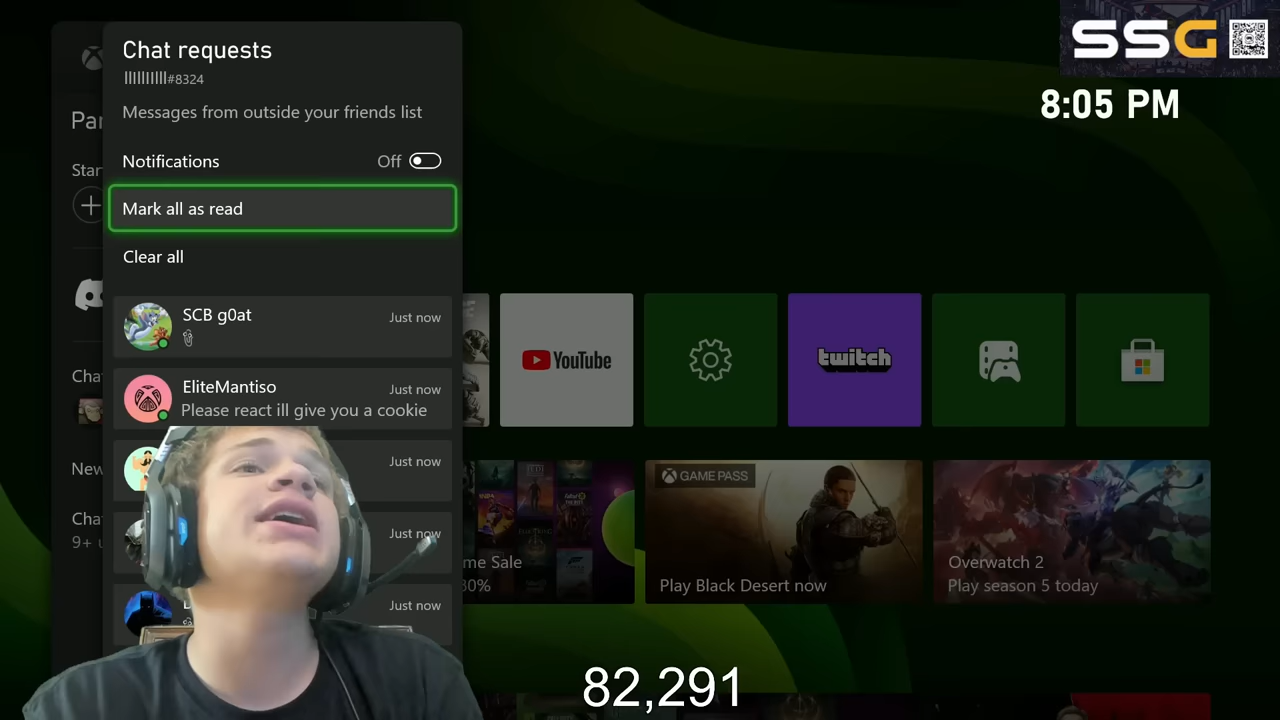 Chat requests
llllllllll#8324
Messages from outside your friends list
Notifications
Off
Mark all as read
Clear all
SCB g0at
Just now
EliteMantiso
Just now
Please react ill give you a cookie
Just now
Just now
Just now
SSG
8:05 PM
YouTube
twitch
GAME PASS
Play Black Desert now
Overwatch 2
Play season 5 today
82,291